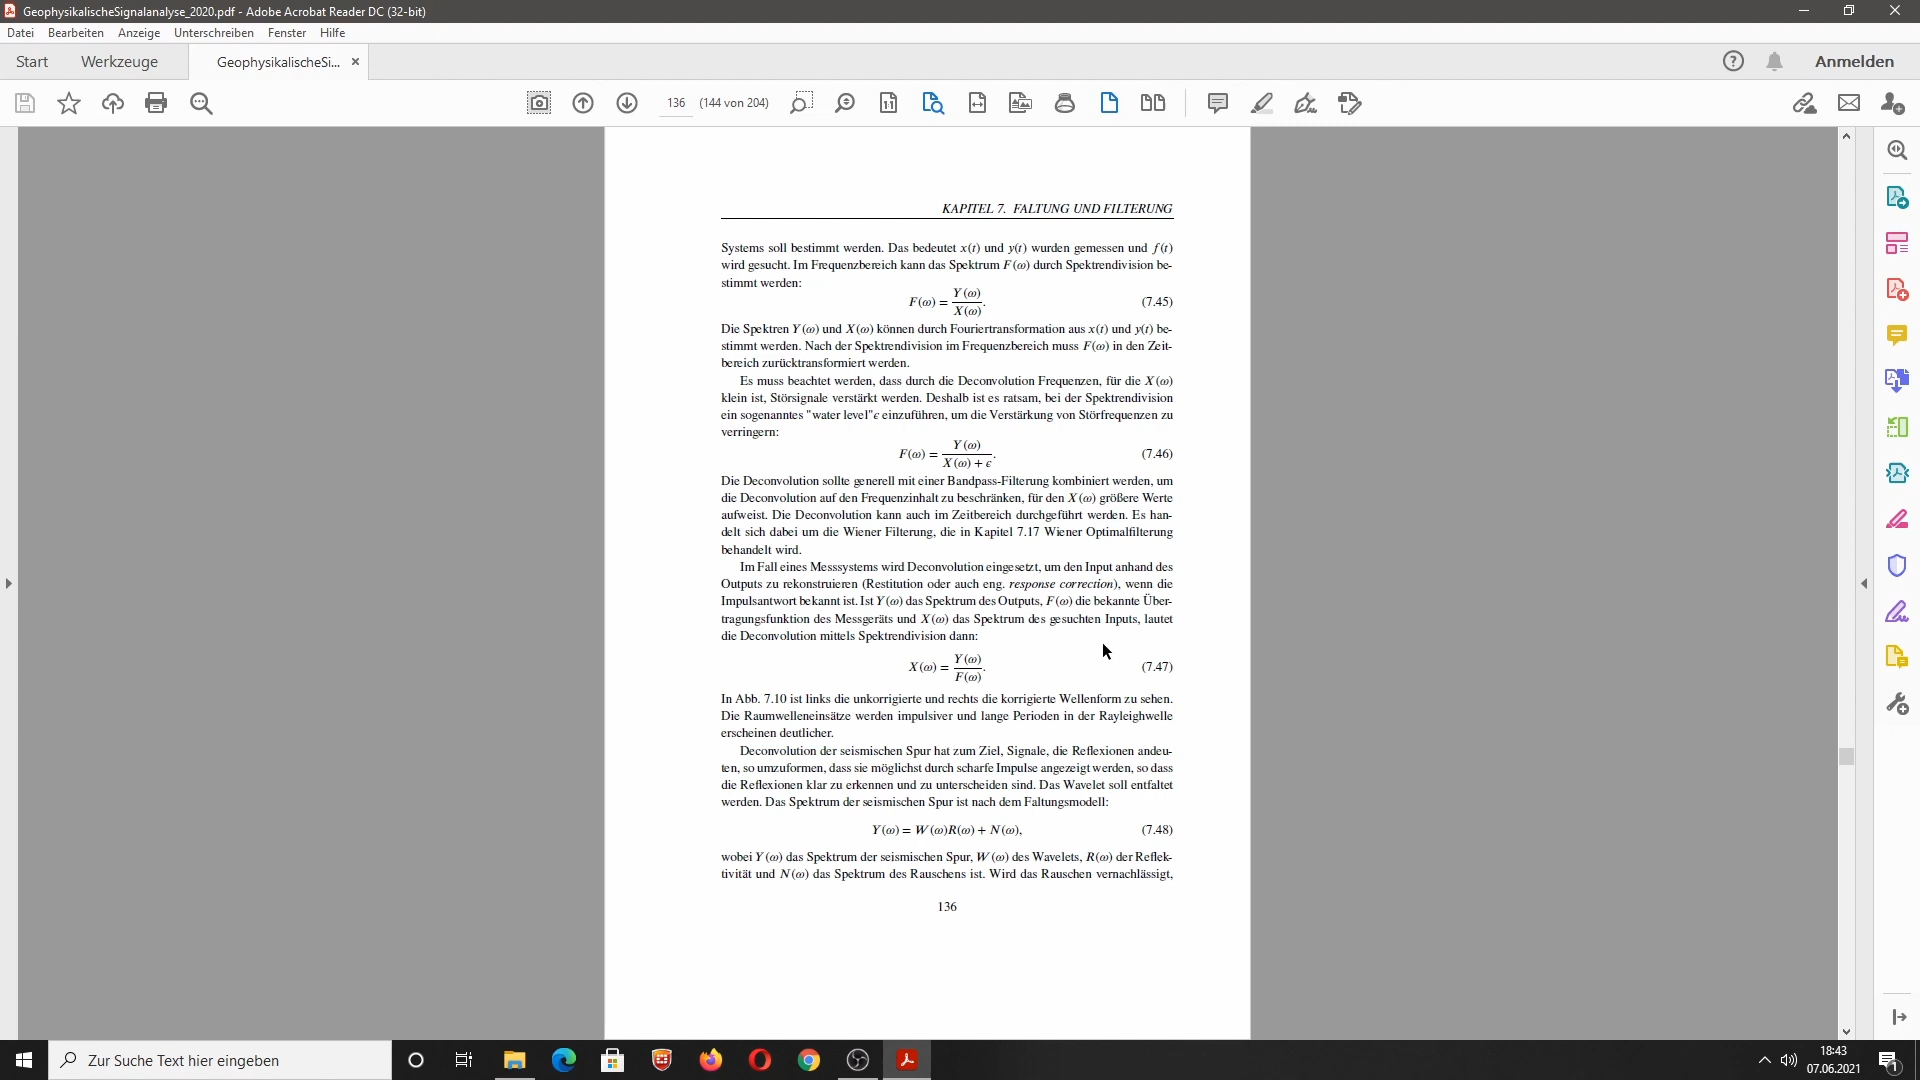 GeophysikalischeSignalanalyse_2020.pdf - Adobe Acrobat Reader DC (32-bit)
Datei Bearbeiten Anzeige Unterschreiben Fenster Hilfe
Start Werkzeuge GeophysikalischeSi... × Anmelden
136 (144 von 204)
KAPITEL 7. FALTUNG UND FILTERUNG
Systems soll bestimmt werden. Das bedeutet x(t) und y(t) wurden gemessen und f(t)
wird gesucht. Im Frequenzbereich kann das Spektrum F(ω) durch Spektrendivision be-
stimmt werden:
F(ω) = Y(ω) / X(ω). (7.45)
Die Spektren Y(ω) und X(ω) können durch Fouriertransformation aus x(t) und y(t) be-
stimmt werden. Nach der Spektrendivision im Frequenzbereich muss F(ω) in den Zeit-
bereich zurücktransformiert werden.
Es muss beachtet werden, dass durch die Deconvolution Frequenzen, für die X(ω)
klein ist, Störsignale verstärkt werden. Deshalb ist es ratsam, bei der Spektrendivision
ein sogenanntes "water level"ϵ einzuführen, um die Verstärkung von Störfrequenzen zu
verringern:
F(ω) = Y(ω) / X(ω) + ϵ. (7.46)
Die Deconvolution sollte generell mit einer Bandpass-Filterung kombiniert werden, um
die Deconvolution auf den Frequenzinhalt zu beschränken, für den X(ω) größere Werte
aufweist. Die Deconvolution kann auch im Zeitbereich durchgeführt werden. Es han-
delt sich dabei um die Wiener Filterung, die in Kapitel 7.17 Wiener Optimalfilterung
behandelt wird.
Im Fall eines Messsystems wird Deconvolution eingesetzt, um den Input anhand des
Outputs zu rekonstruieren (Restitution oder auch eng. response correction), wenn die
Impulsantwort bekannt ist. Ist Y(ω) das Spektrum des Outputs, F(ω) die bekannte Über-
tragungsfunktion des Messgeräts und X(ω) das Spektrum des gesuchten Inputs, lautet
die Deconvolution mittels Spektrendivision dann:
X(ω) = Y(ω) / F(ω). (7.47)
In Abb. 7.10 ist links die unkorrigierte und rechts die korrigierte Wellenform zu sehen.
Die Raumwelleneinsätze werden impulsiver und lange Perioden in der Rayleighwelle
erscheinen deutlicher.
Deconvolution der seismischen Spur hat zum Ziel, Signale, die Reflexionen andeu-
ten, so umzuformen, dass sie möglichst durch scharfe Impulse angezeigt werden, so dass
die Reflexionen klar zu erkennen und zu unterscheiden sind. Das Wavelet soll entfaltet
werden. Das Spektrum der seismischen Spur ist nach dem Faltungsmodell:
Y(ω) = W(ω)R(ω) + N(ω), (7.48)
wobei Y(ω) das Spektrum der seismischen Spur, W(ω) des Wavelets, R(ω) der Reflek-
tivität und N(ω) das Spektrum des Rauschens ist. Wird das Rauschen vernachlässigt,
136
Zur Suche Text hier eingeben
18:43
07.06.2021
1